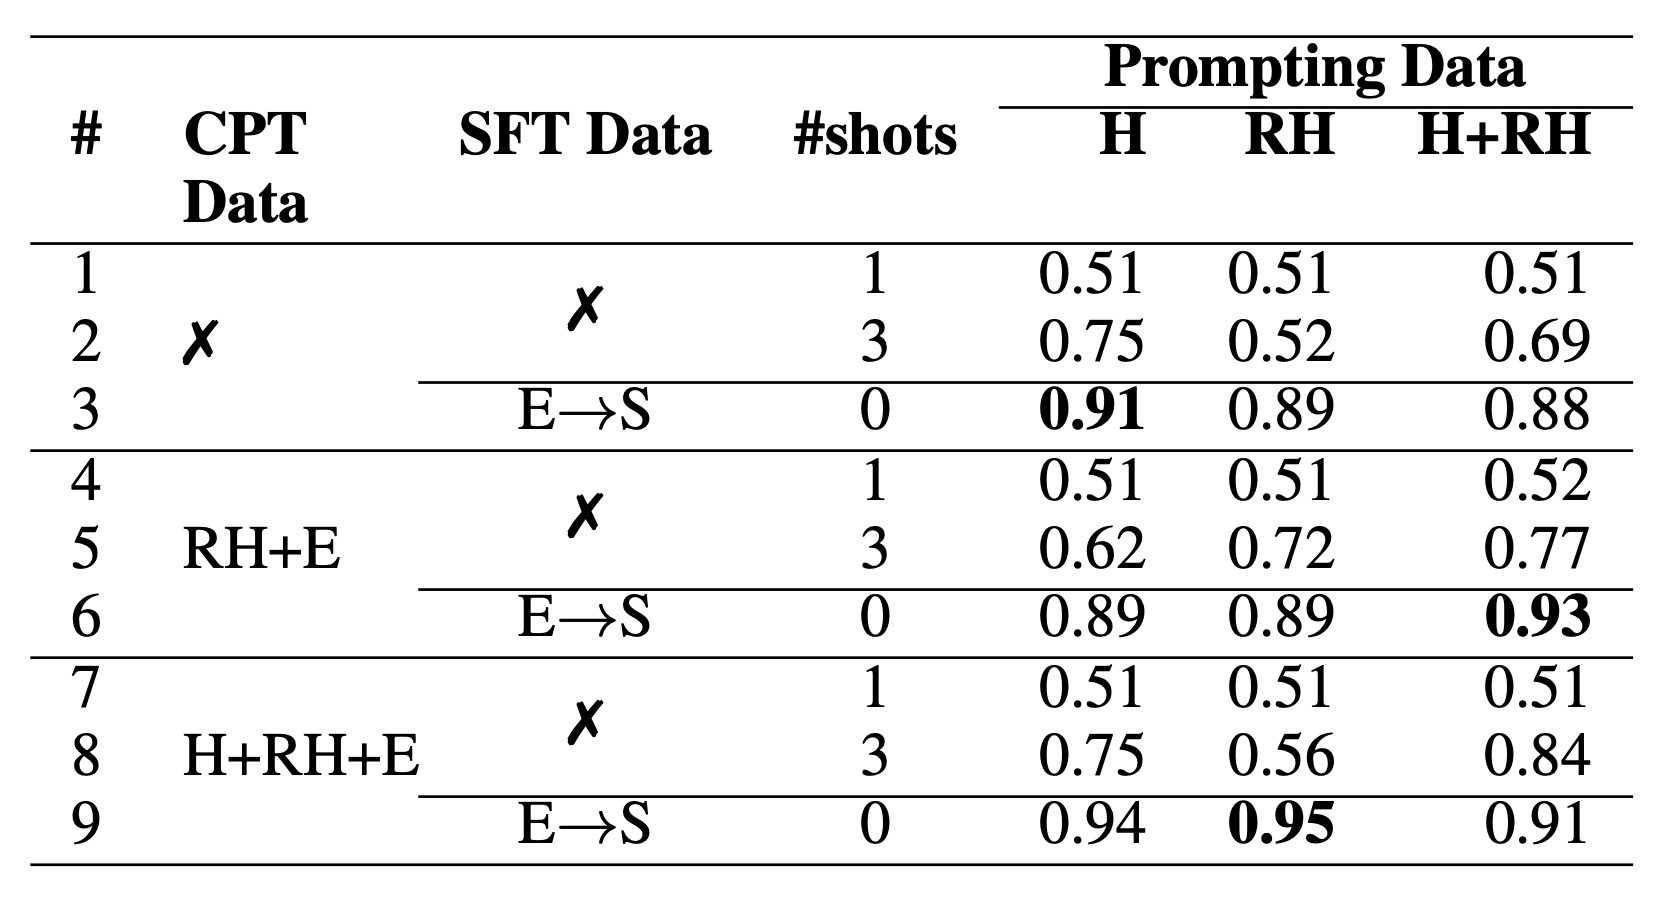 Prompting Data
# CPT SFT Data #shots H RH H+RH
Data
1 1 0.51 0.51 0.51
✗
2 ✗ 3 0.75 0.52 0.69
3 E→S 0 0.91 0.89 0.88
4 1 0.51 0.51 0.52
✗
5 RH+E 3 0.62 0.72 0.77
6 E→S 0 0.89 0.89 0.93
7 1 0.51 0.51 0.51
✗
8 H+RH+E 3 0.75 0.56 0.84
9 E→S 0 0.94 0.95 0.91